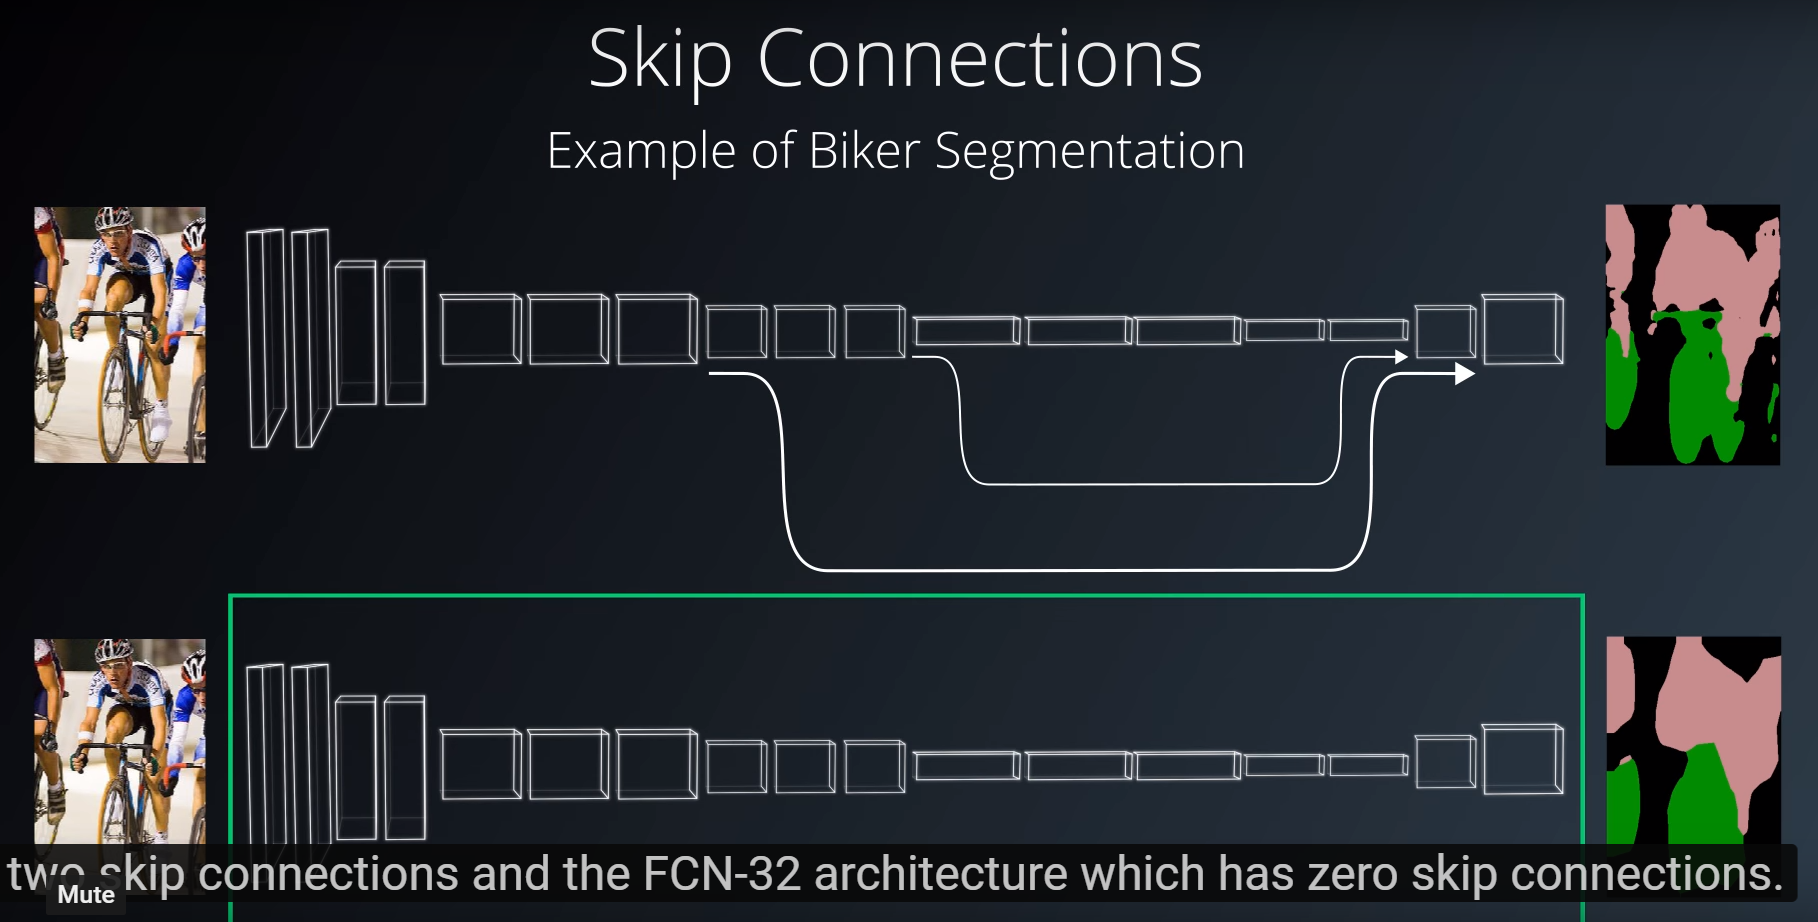 Skip Connections
Example of Biker Segmentation
two skip connections and the FCN-32 architecture which has zero skip connections.
Mute